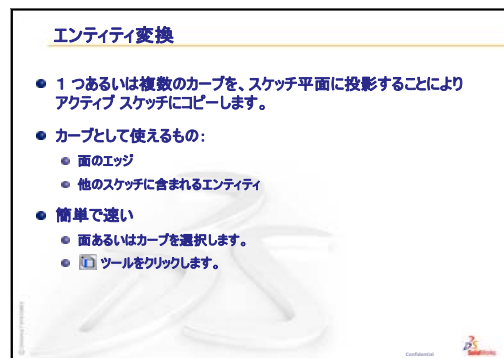 エンティティ変換
１つあるいは複数のカーブを、スケッチ平面に投影することにより
アクティブ スケッチにコピーします。
カーブとして使えるもの：
面のエッジ
他のスケッチに含まれるエンティティ
簡単で速い
面あるいはカーブを選択します。
ツールをクリックします。
Confidential
SolidWorks